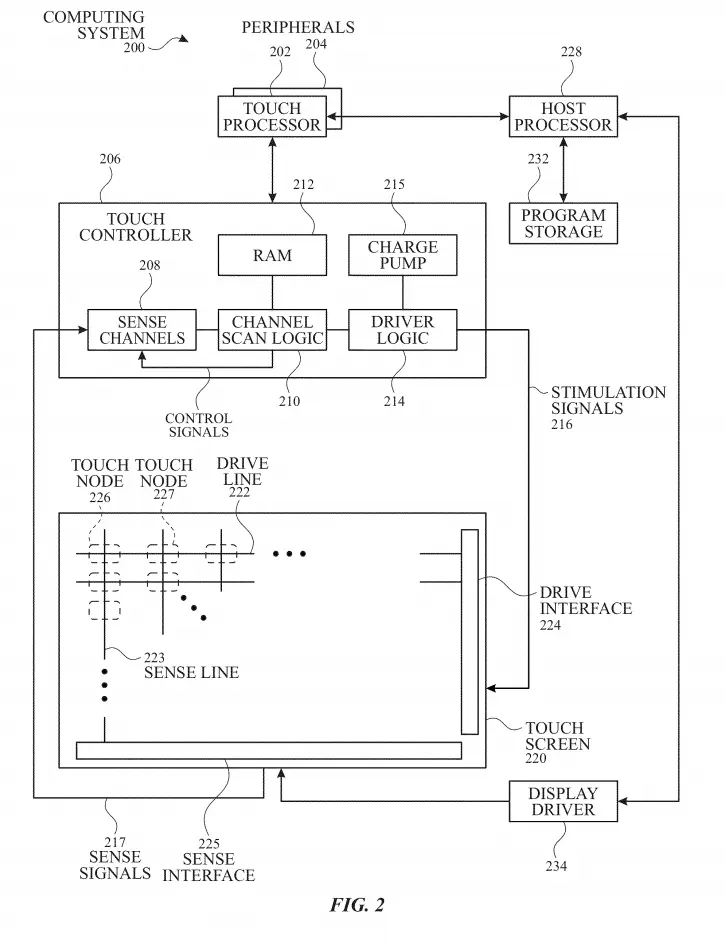 COMPUTING
SYSTEM
200
PERIPHERALS
204
202
TOUCH
PROCESSOR
228
HOST
PROCESSOR
232
PROGRAM
STORAGE
206
TOUCH
CONTROLLER
212
RAM
215
CHARGE
PUMP
208
SENSE
CHANNELS
CHANNEL
SCAN LOGIC
DRIVER
LOGIC
CONTROL
SIGNALS
210
214
STIMULATION
SIGNALS
216
TOUCH
NODE
226
TOUCH
NODE
227
DRIVE
LINE
222
DRIVE
INTERFACE
224
223
SENSE LINE
TOUCH
SCREEN
220
DISPLAY
DRIVER
234
217
SENSE
SIGNALS
225
SENSE
INTERFACE
FIG. 2